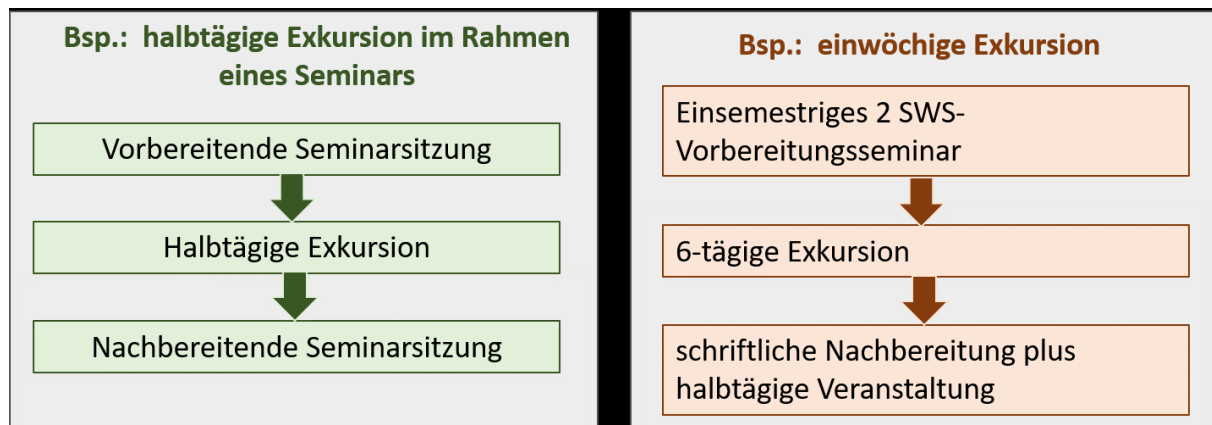 Bsp.: halbtägige Exkursion im Rahmen
eines Seminars
Vorbereitende Seminarsitzung
Halbtägige Exkursion
Nachbereitende Seminarsitzung
Bsp.: einwöchige Exkursion
Einsemestriges 2 SWS-
Vorbereitungsseminar
6-tägige Exkursion
schriftliche Nachbereitung plus
halbtägige Veranstaltung